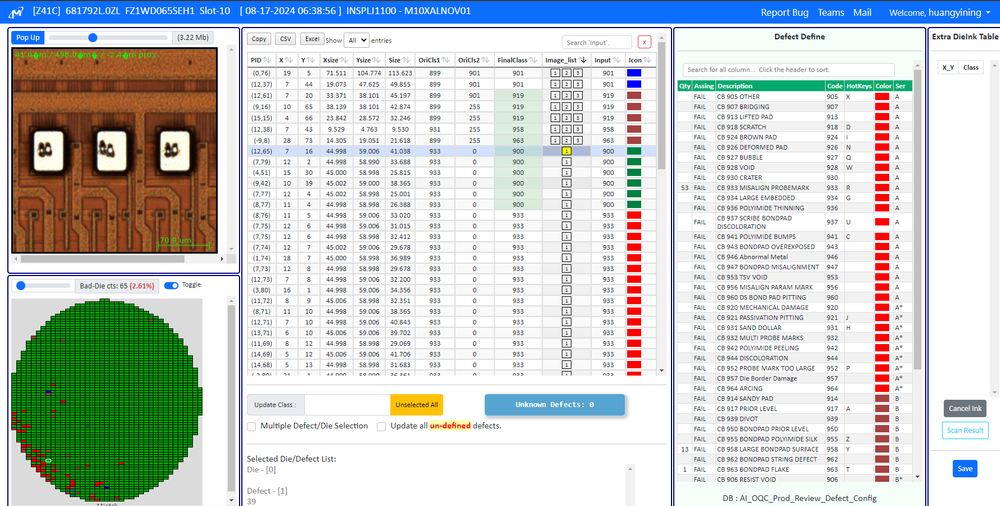 [Z41C] 681792L.0ZL FZ1WD065SEH1 Slot-10 [ 08-17-2024 06:38:56 ] INSPLJ1100 - M10XALNOV01
Report Bug Teams Mail Welcome, huangyining
Pop Up (3.22 Mb)
70.9 um
Bad-Die cts: 65 (2.61%) Toggle
Copy CSV Excel Show All entries Search 'Input'. x
PID X Y Xsize Ysize Size OriCls1 OriCls2 FinalClass Image_list Input Icon
(0,76) 19 5 71.511 104.774 113.623 899 901 901 1 2 3 901
(12,37) 7 44 19.073 47.625 49.855 899 901 901 1 2 3 901
(12,61) 7 20 33.371 38.101 45.197 899 901 919 1 2 3 919
(9,16) 10 65 38.139 38.101 42.874 899 255 919 1 2 3 919
(15,15) 4 66 23.842 28.572 32.246 899 255 919 1 2 3 919
(12,38) 7 43 9.529 4.763 9.530 931 255 958 1 2 3 958
(-9,8) 28 73 14.305 19.051 21.618 899 255 963 1 2 3 963
(12,65) 7 16 44.998 59.006 41.038 933 0 900 1 900
(7,79) 12 2 44.998 58.990 33.688 933 0 900 1 900
(4,51) 15 30 45.000 58.998 25.815 933 0 900 1 900
(9,42) 10 39 45.002 59.000 38.365 933 0 900 1 900
(7,77) 12 4 45.002 58.998 25.001 933 0 900 1 900
(8,77) 11 4 44.998 58.998 26.388 933 0 900 1 900
(8,76) 11 5 44.998 59.006 33.020 933 0 933 1 933
(7,75) 12 6 44.998 59.006 31.015 933 0 933 1 933
(7,75) 12 6 44.998 58.998 32.412 933 0 933 1 933
(7,74) 12 7 45.002 59.006 29.678 933 0 933 1 933
(1,74) 18 7 45.000 58.998 36.989 933 0 933 1 933
(7,73) 12 8 44.998 58.998 29.678 933 0 933 1 933
(12,73) 7 8 44.998 59.006 32.200 933 0 933 1 933
(3,80) 16 1 44.998 59.006 34.356 933 0 933 1 933
(11,72) 8 9 45.006 58.998 32.351 933 0 933 1 933
(8,71) 11 10 44.998 59.006 38.365 933 0 933 1 933
(12,71) 7 10 44.998 59.006 40.843 933 0 933 1 933
(13,71) 6 10 45.006 59.006 39.702 933 0 933 1 933
(11,69) 8 12 44.998 58.998 29.069 933 0 933 1 933
(14,69) 5 12 45.006 59.006 41.706 933 0 933 1 933
(14,68) 5 13 44.998 58.998 31.683 933 0 933 1 933
Update Class : Unselected All Unknown Defects: 0
Multiple Defect/Die Selection Update all un-defined defects.
Selected Die/Defect List:
Die - [0]
Defect - [1]
39
Defect Define
Search for all column... Click the header to sort.
Qty Assing Description Code HotKeys Color Ser
FAIL CB 905 OTHER 905 X A
FAIL CB 907 BRIDGING 907 A
FAIL CB 913 LIFTED PAD 913 A
FAIL CB 918 SCRATCH 918 D A
FAIL CB 924 BROWN PAD 924 I A
FAIL CB 926 DEFORMED PAD 926 N A
FAIL CB 927 BUBBLE 927 Q A
FAIL CB 928 VOID 928 W A
FAIL CB 930 CRATER 930 A
53 FAIL CB 933 MISALIGN PROBEMARK 933 R A
FAIL CB 934 LARGE EMBEDDED 934 G A
FAIL CB 936 POLYIMIDE THINNING 936 A
FAIL CB 937 SCRIBE BONDPAD DISCOLORATION 937 U A
FAIL CB 941 POLYIMIDE BUMPS 941 C A
FAIL CB 943 BONDPAD OVEREXPOSED 943 A
FAIL CB 946 Abnormal Metal 946 A
FAIL CB 947 BONDPAD MISALIGNMENT 947 A
FAIL CB 953 TSV VOID 953 A
FAIL CB 956 MISALIGN PARAM MARK 956 A
FAIL CB 960 DS BOND PAD PITTING 960 A
FAIL CB 920 MECHANICAL DAMAGE 920 A*
FAIL CB 921 PASSIVATION PITTING 921 J A*
FAIL CB 931 SAND DOLLAR 931 H A*
FAIL CB 932 MULTI PROBE MARKS 932 A*
FAIL CB 942 POLYIMIDE PEELING 942 A*
FAIL CB 944 DISCOLORATION 944 A*
FAIL CB 952 PROBE MARK TOO LARGE 952 P A*
FAIL CB 957 Die Border Damage 957 A*
FAIL CB 964 ARCING 964 A*
FAIL CB 914 SANDY PAD 914 B
FAIL CB 917 PRIOR LEVEL 917 A B
FAIL CB 939 DIVOT 939 B
FAIL CB 950 BONDPAD PRIOR LEVEL 950 B
FAIL CB 955 BONDPAD POLYIMIDE SILK 955 Z B
13 FAIL CB 958 LARGE BONDPAD SURFACE 958 Y B
FAIL CB 962 BONDPAD STRING DEFECT 962 B
1 FAIL CB 963 BONDPAD FLAKE 963 T B
FAIL CB 906 RESIST VOID 906 B*
DB : AI_OQC_Prod_Review_Defect_Config
Extra DieInk Table
X_Y Class
Cancel Ink
Scan Result
Save